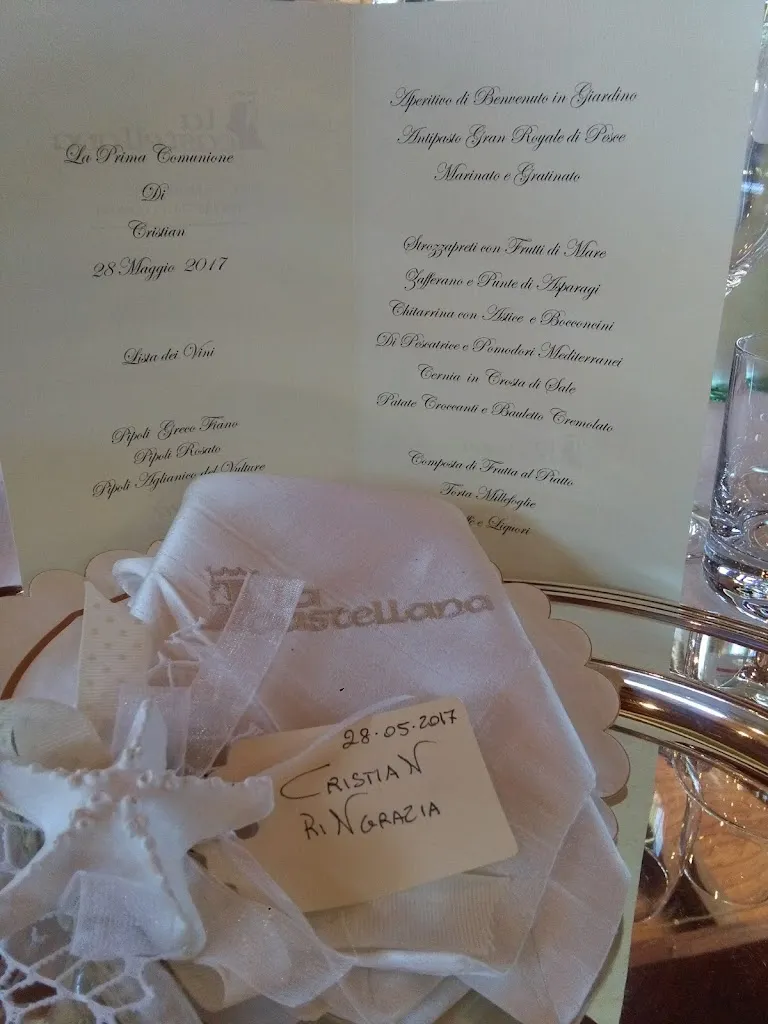 La Prima Comunione
Di
Cristian
28 Maggio 2017
Lista dei Vini
Pipoli Greco Fiano
Pipoli Rosato
Pipoli Aglianico del Vulture
Aperitivo di Benvenuto in Giardino
Antipasto Gran Royale di Pesce
Marinato e Gratinato
Strozzapreti con Frutti di Mare
Zafferano e Punte di Asparagi
Chitarrina con Astice e Bocconcini
Di Pescatrice e Pomodori Mediterranei
Cernia in Crosta di Sale
Patate Croccanti e Bauletto Cremolato
Composta di Frutta al Piatto
Torta Millefoglie
e Liquori
La Castellana
28.05.2017
CRISTIAN
RINGRAZIA